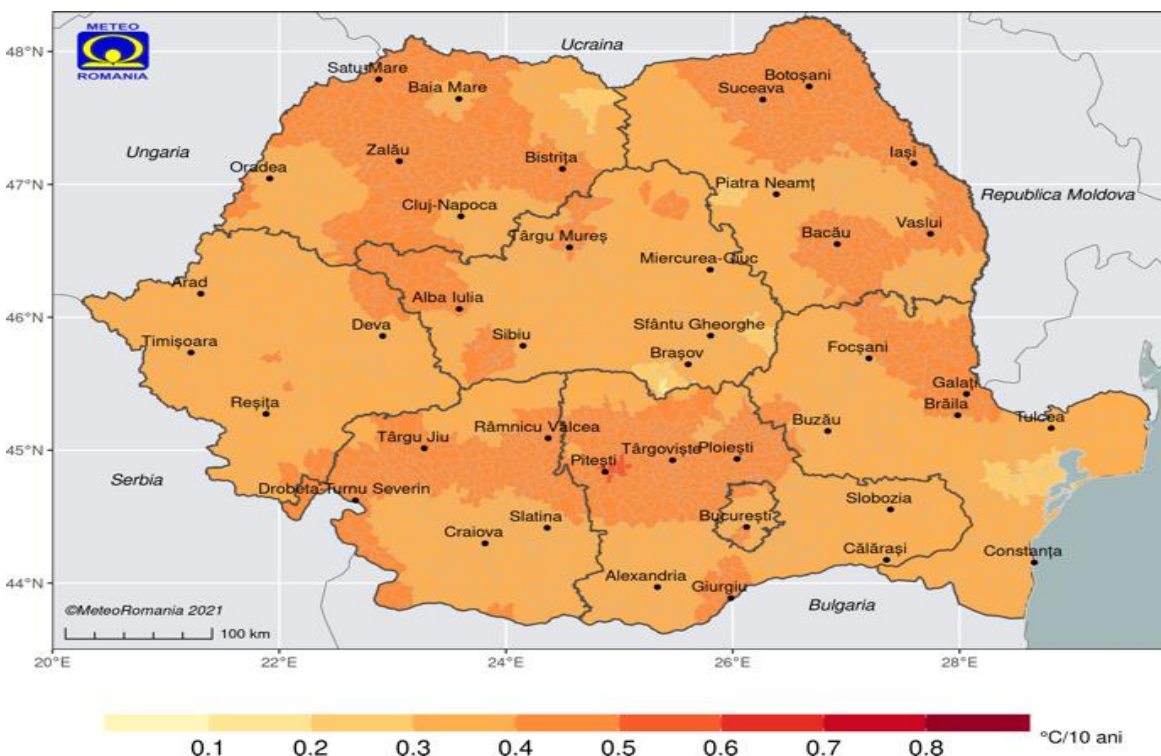 METEO
ROMANIA
48°N
47°N
46°N
45°N
44°N
Ucraina
Satu-Mare
Baia Mare
Botoșani
Suceava
Ungaria
Zalău
Bistrița
Iași
Oradea
Piatra Neamț
Republica Moldova
Cluj-Napoca
Târgu Mureș
Bacău
Vaslui
Miercurea-Ciuc
Arad
Alba Iulia
Deva
Sibiu
Sfântu Gheorghe
Timișoara
Brașov
Focșani
Galați
Reșița
Brăila
Tulcea
Râmnicu Vâlcea
Buzău
Târgu Jiu
Târgoviște
Ploiești
Pitești
Serbia
Drobeta-Turnu Severin
Slobozia
Slatina
București
Craiova
Călărași
Constanța
Alexandria
Giurgiu
Bulgaria
©MeteoRomania 2021
100 km
20°E 22°E 24°E 26°E 28°E
0.1 0.2 0.3 0.4 0.5 0.6 0.7 0.8 °C/10 ani